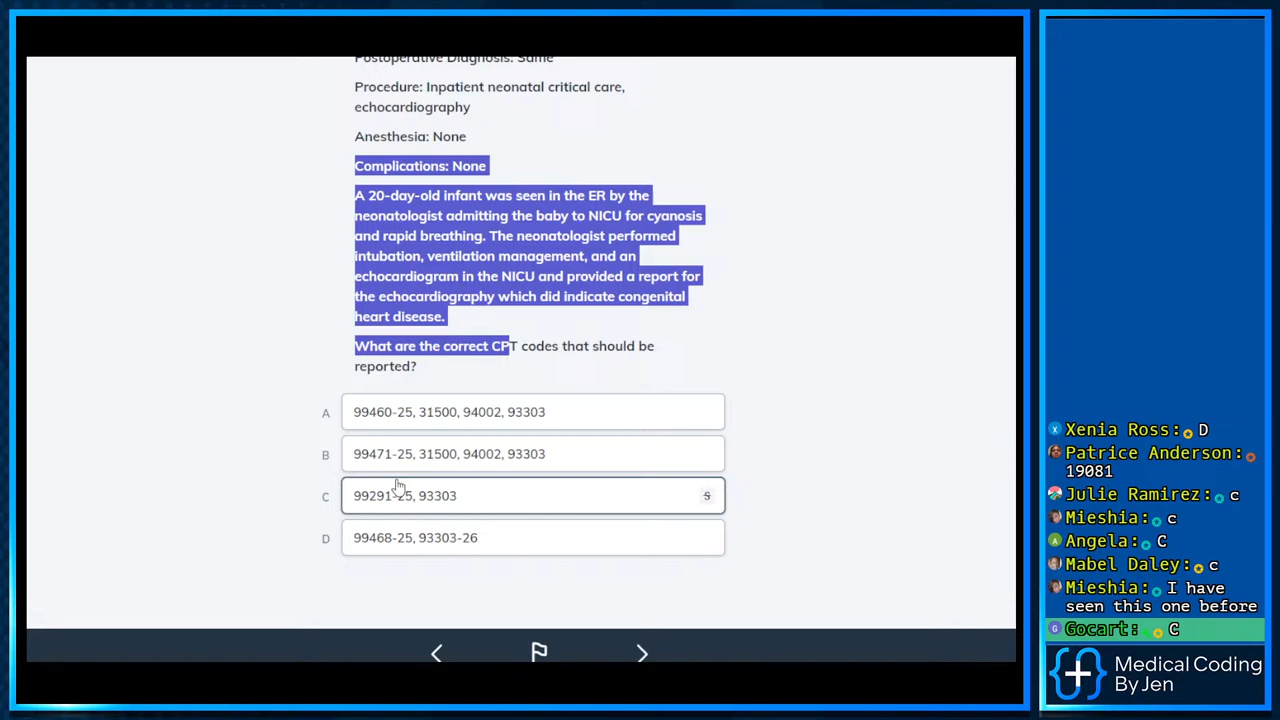 Postoperative Diagnosis: Same
Procedure: Inpatient neonatal critical care,
echocardiography
Anesthesia: None
Complications: None
A 20-day-old infant was seen in the ER by the
neonatologist admitting the baby to NICU for cyanosis
and rapid breathing. The neonatologist performed
intubation, ventilation management, and an
echocardiogram in the NICU and provided a report for
the echocardiography which did indicate congenital
heart disease.
What are the correct CPT codes that should be
reported?
A 99460-25, 31500, 94002, 93303
B 99471-25, 31500, 94002, 93303
C 99291-25, 93303 S
D 99468-25, 93303-26
X Xenia Ross: D
Patrice Anderson:
19081
Julie Ramirez: c
Mieshia: c
A Angela: C
Mabel Daley: c
Mieshia: I have
seen this one before
G Gocart: C
Medical Coding
By Jen